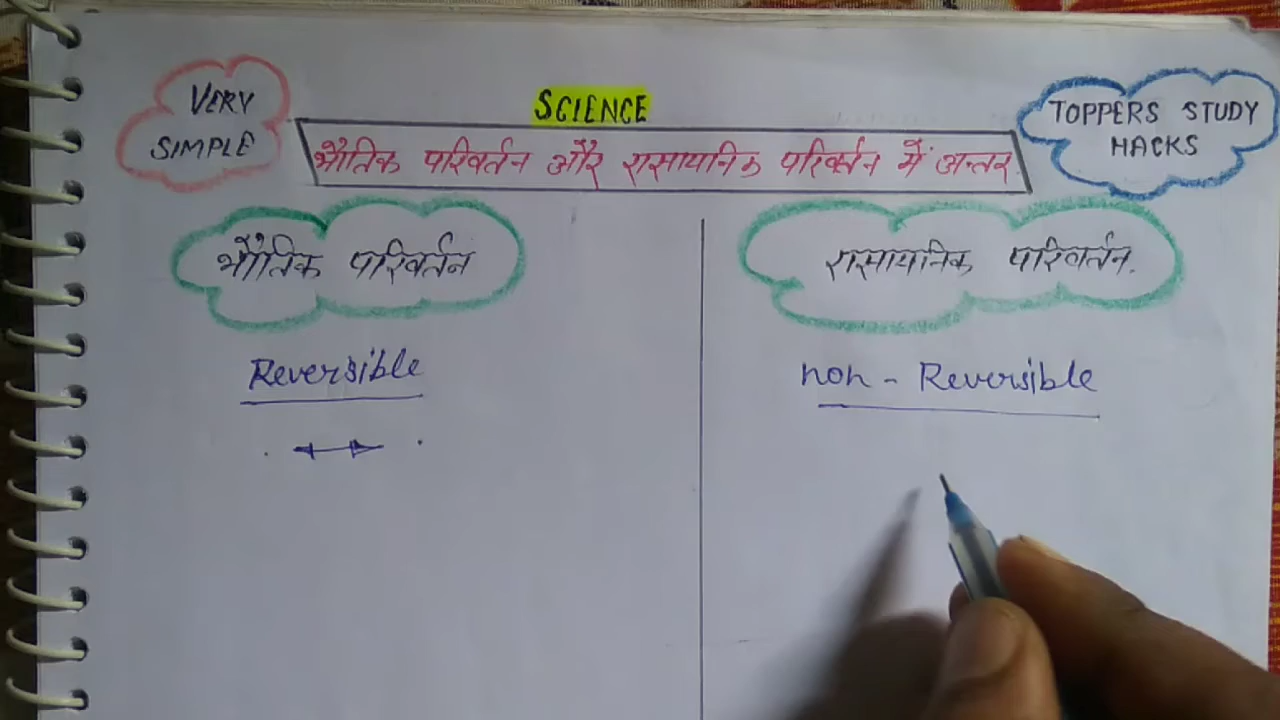 VERY
SIMPLE
SCIENCE
TOPPERS STUDY
HACKS
भौतिक परिवर्तन और रासायनिक परिवर्तन में अन्तर
भौतिक परिवर्तन
रासायनिक परिवर्तन.
Reversible
non - Reversible